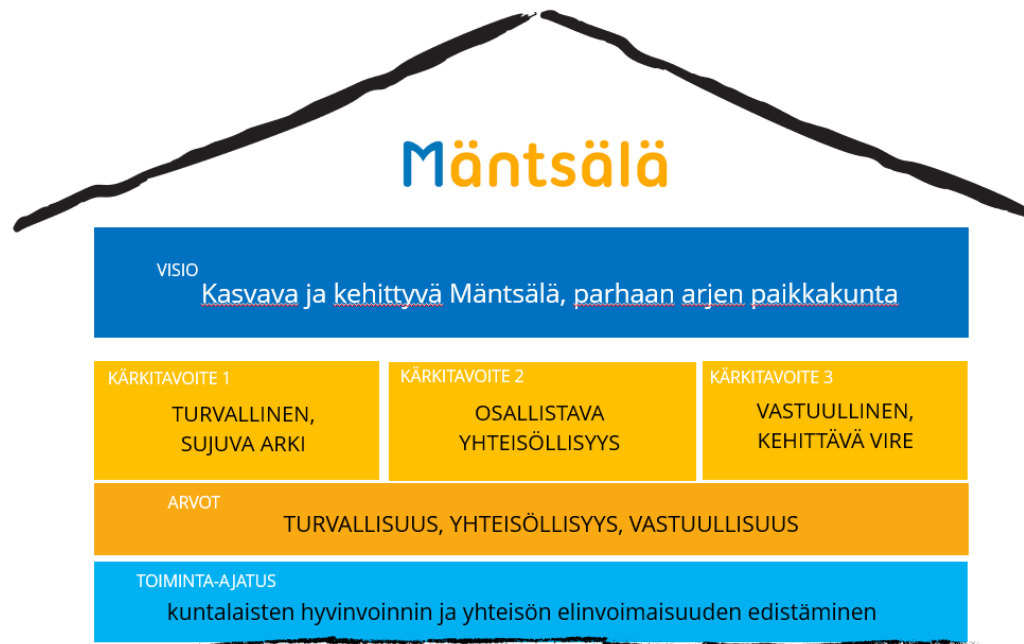 Mäntsälä
VISIO
Kasvava ja kehittyvä Mäntsälä, parhaan arjen paikkakunta
KÄRKITAVOITE 1
TURVALLINEN,
SUJUVA ARKI
KÄRKITAVOITE 2
OSALLISTAVA
YHTEISÖLLISYYS
KÄRKITAVOITE 3
VASTUULLINEN,
KEHITTÄVÄ VIRE
ARVOT
TURVALLISUUS, YHTEISÖLLISYYS, VASTUULLISUUS
TOIMINTA-AJATUS
kuntalaisten hyvinvoinnin ja yhteisön elinvoimaisuuden edistäminen